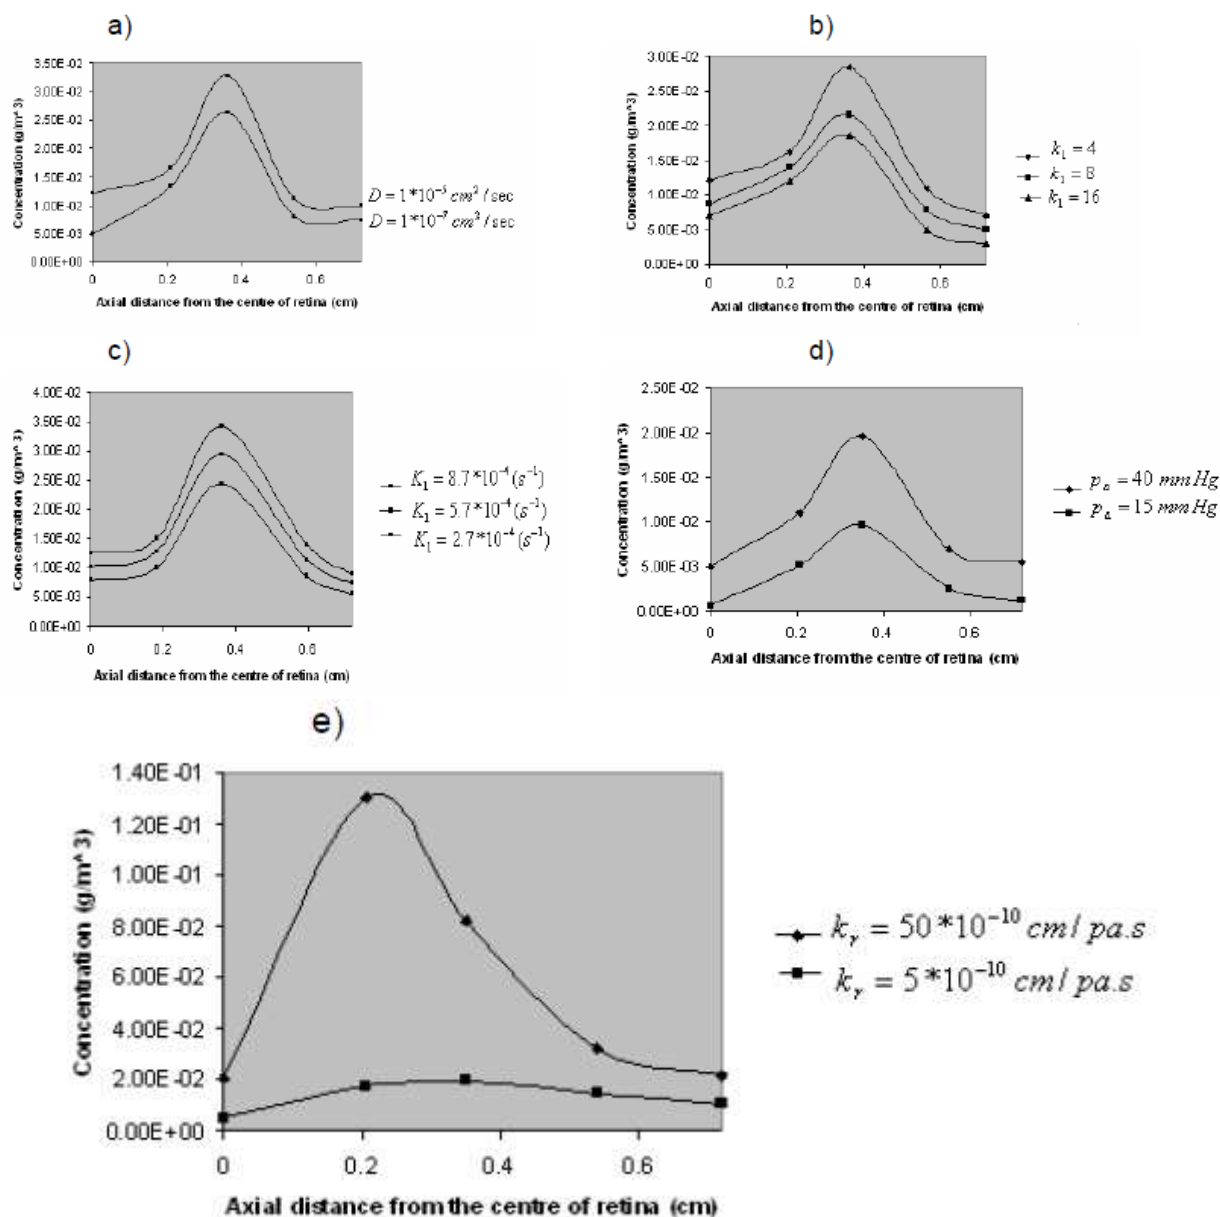 a)
3.50E-02
3.00E-02
2.50E-02
2.00E-02
1.50E-02
1.00E-02
5.00E-03
0.00E+00
Concentration (g/m^3)
0 0.2 0.4 0.6
Axial distance from the centre of retina (cm)
D = 1*10⁻⁵ cm²/sec
D = 1*10⁻⁷ cm²/sec
b)
3.00E-02
2.50E-02
2.00E-02
1.50E-02
1.00E-02
5.00E-03
0.00E+00
Concentration (g/m^3)
0 0.2 0.4 0.6
Axial distance from the centre of retina (cm)
k₁ = 4
k₁ = 8
k₁ = 16
c)
4.00E-02
3.50E-02
3.00E-02
2.50E-02
2.00E-02
1.50E-02
1.00E-02
5.00E-03
0.00E+00
Concentration (g/m^3)
0 0.2 0.4 0.6
Axial distance from the centre of retina (cm)
K₁ = 8.7*10⁻⁴(s⁻¹)
K₁ = 5.7*10⁻⁴(s⁻¹)
K₁ = 2.7*10⁻⁴(s⁻¹)
d)
2.50E-02
2.00E-02
1.50E-02
1.00E-02
5.00E-03
0.00E+00
Concentration (g/m^3)
0 0.2 0.4 0.6
Axial distance from the centre of retina (cm)
pₐ = 40 mmHg
pₐ = 15 mmHg
e)
1.40E-01
1.20E-01
1.00E-01
8.00E-02
6.00E-02
4.00E-02
2.00E-02
0.00E+00
Concentration (g/m^3)
0 0.2 0.4 0.6
Axial distance from the centre of retina (cm)
kᵣ = 50*10⁻¹⁰ cm/pa.s
kᵣ = 5*10⁻¹⁰ cm/pa.s